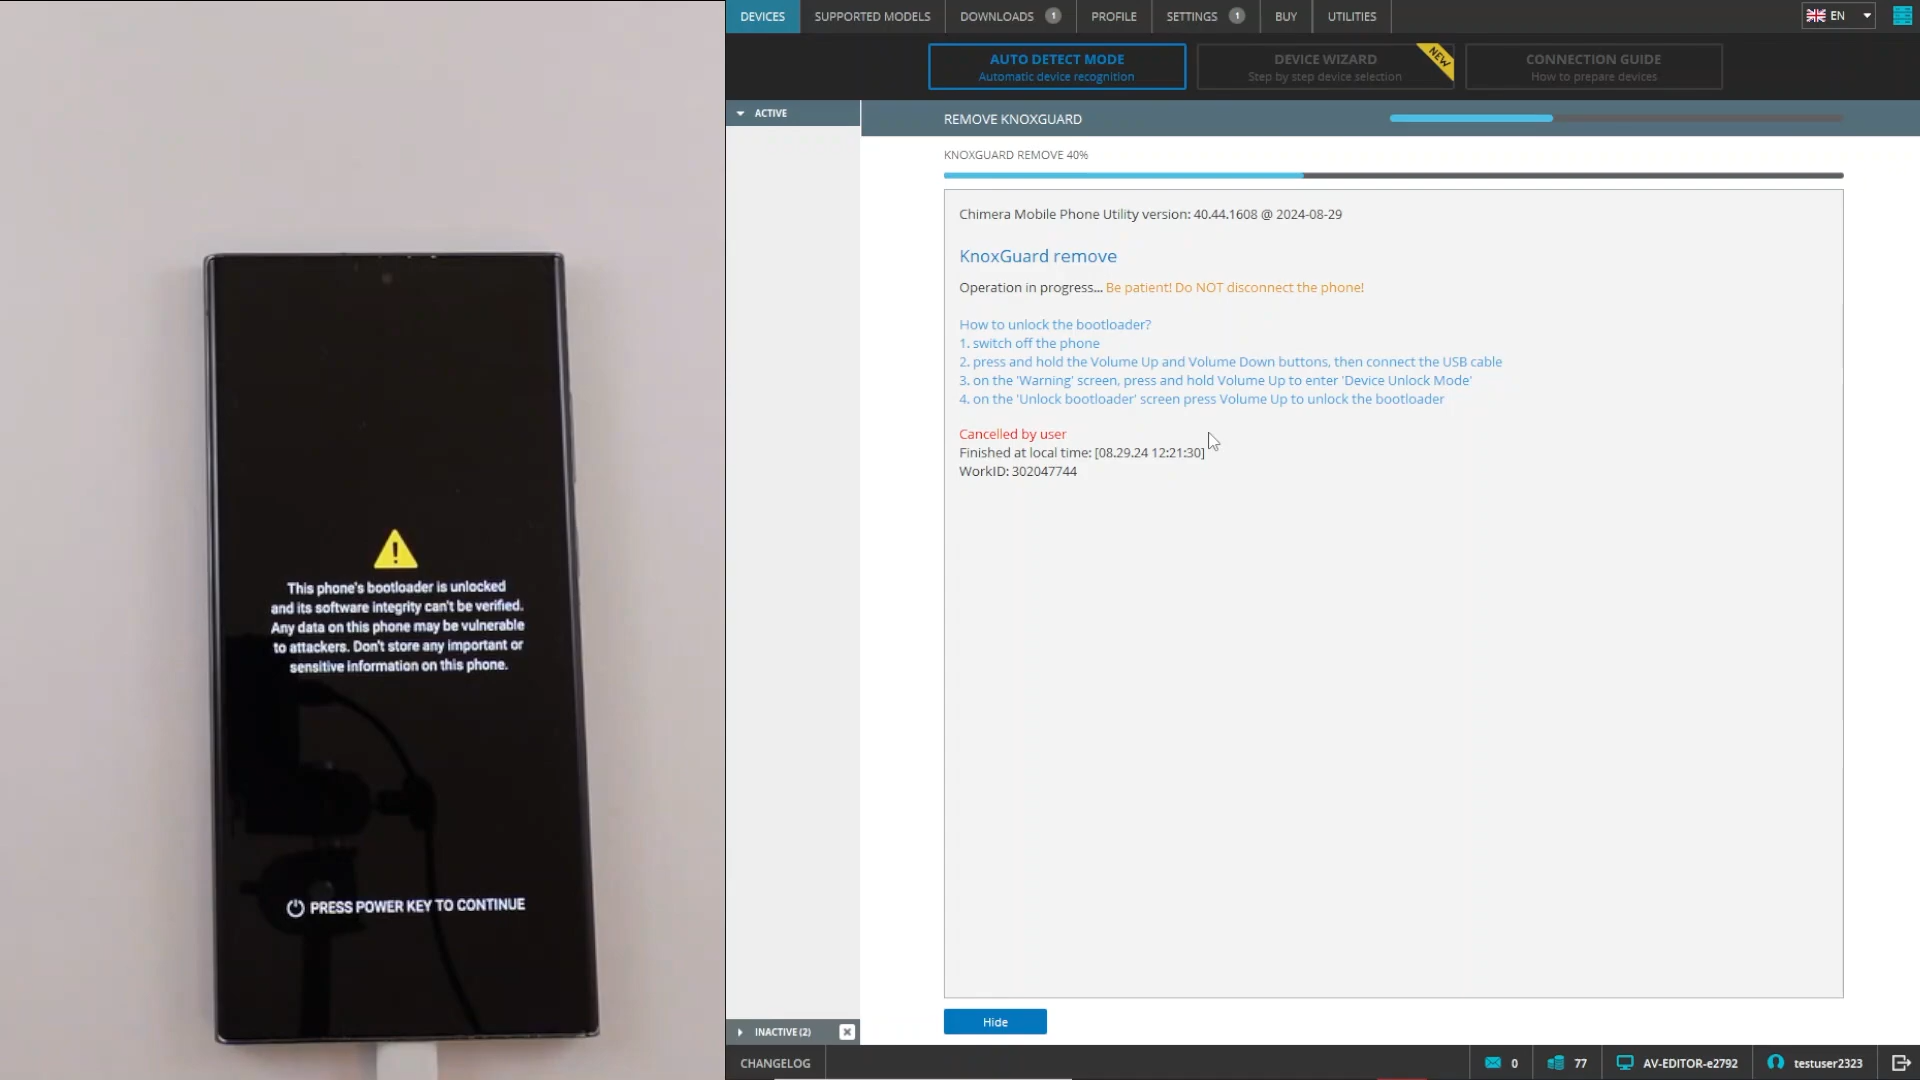 This phone's bootloader is unlocked
and its software integrity can't be verified.
Any data on this phone may be vulnerable
to attackers. Don't store any important or
sensitive information on this phone.
PRESS POWER KEY TO CONTINUE
DEVICES
SUPPORTED MODELS
DOWNLOADS 1
PROFILE
SETTINGS 1
BUY
UTILITIES
EN
AUTO DETECT MODE
Automatic device recognition
DEVICE WIZARD
Step by step device selection
NEW
CONNECTION GUIDE
How to prepare devices
ACTIVE
REMOVE KNOXGUARD
KNOXGUARD REMOVE 40%
Chimera Mobile Phone Utility version: 40.44.1608 @ 2024-08-29
KnoxGuard remove
Operation in progress... Be patient! Do NOT disconnect the phone!
How to unlock the bootloader?
1. switch off the phone
2. press and hold the Volume Up and Volume Down buttons, then connect the USB cable
3. on the 'Warning' screen, press and hold Volume Up to enter 'Device Unlock Mode'
4. on the 'Unlock bootloader' screen press Volume Up to unlock the bootloader
Cancelled by user
Finished at local time: [08.29.24 12:21:30]
WorkID: 302047744
Hide
INACTIVE (2)
CHANGELOG
0
77
AV-EDITOR-e2792
testuser2323